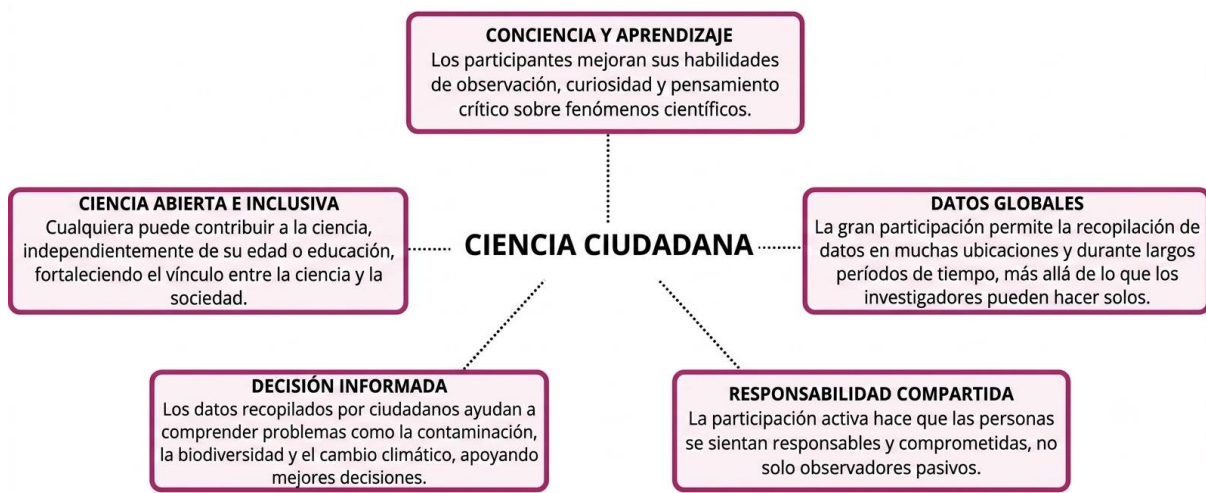 CONCIENCIA Y APRENDIZAJE
Los participantes mejoran sus habilidades
de observación, curiosidad y pensamiento
crítico sobre fenómenos científicos.
CIENCIA ABIERTA E INCLUSIVA
Cualquiera puede contribuir a la ciencia,
independientemente de su edad o educación,
fortaleciendo el vínculo entre la ciencia y la
sociedad.
CIENCIA CIUDADANA
DATOS GLOBALES
La gran participación permite la recopilación de
datos en muchas ubicaciones y durante largos
períodos de tiempo, más allá de lo que los
investigadores pueden hacer solos.
DECISIÓN INFORMADA
Los datos recopilados por ciudadanos ayudan a
comprender problemas como la contaminación,
la biodiversidad y el cambio climático, apoyando
mejores decisiones.
RESPONSABILIDAD COMPARTIDA
La participación activa hace que las personas
se sientan responsables y comprometidas, no
solo observadores pasivos.